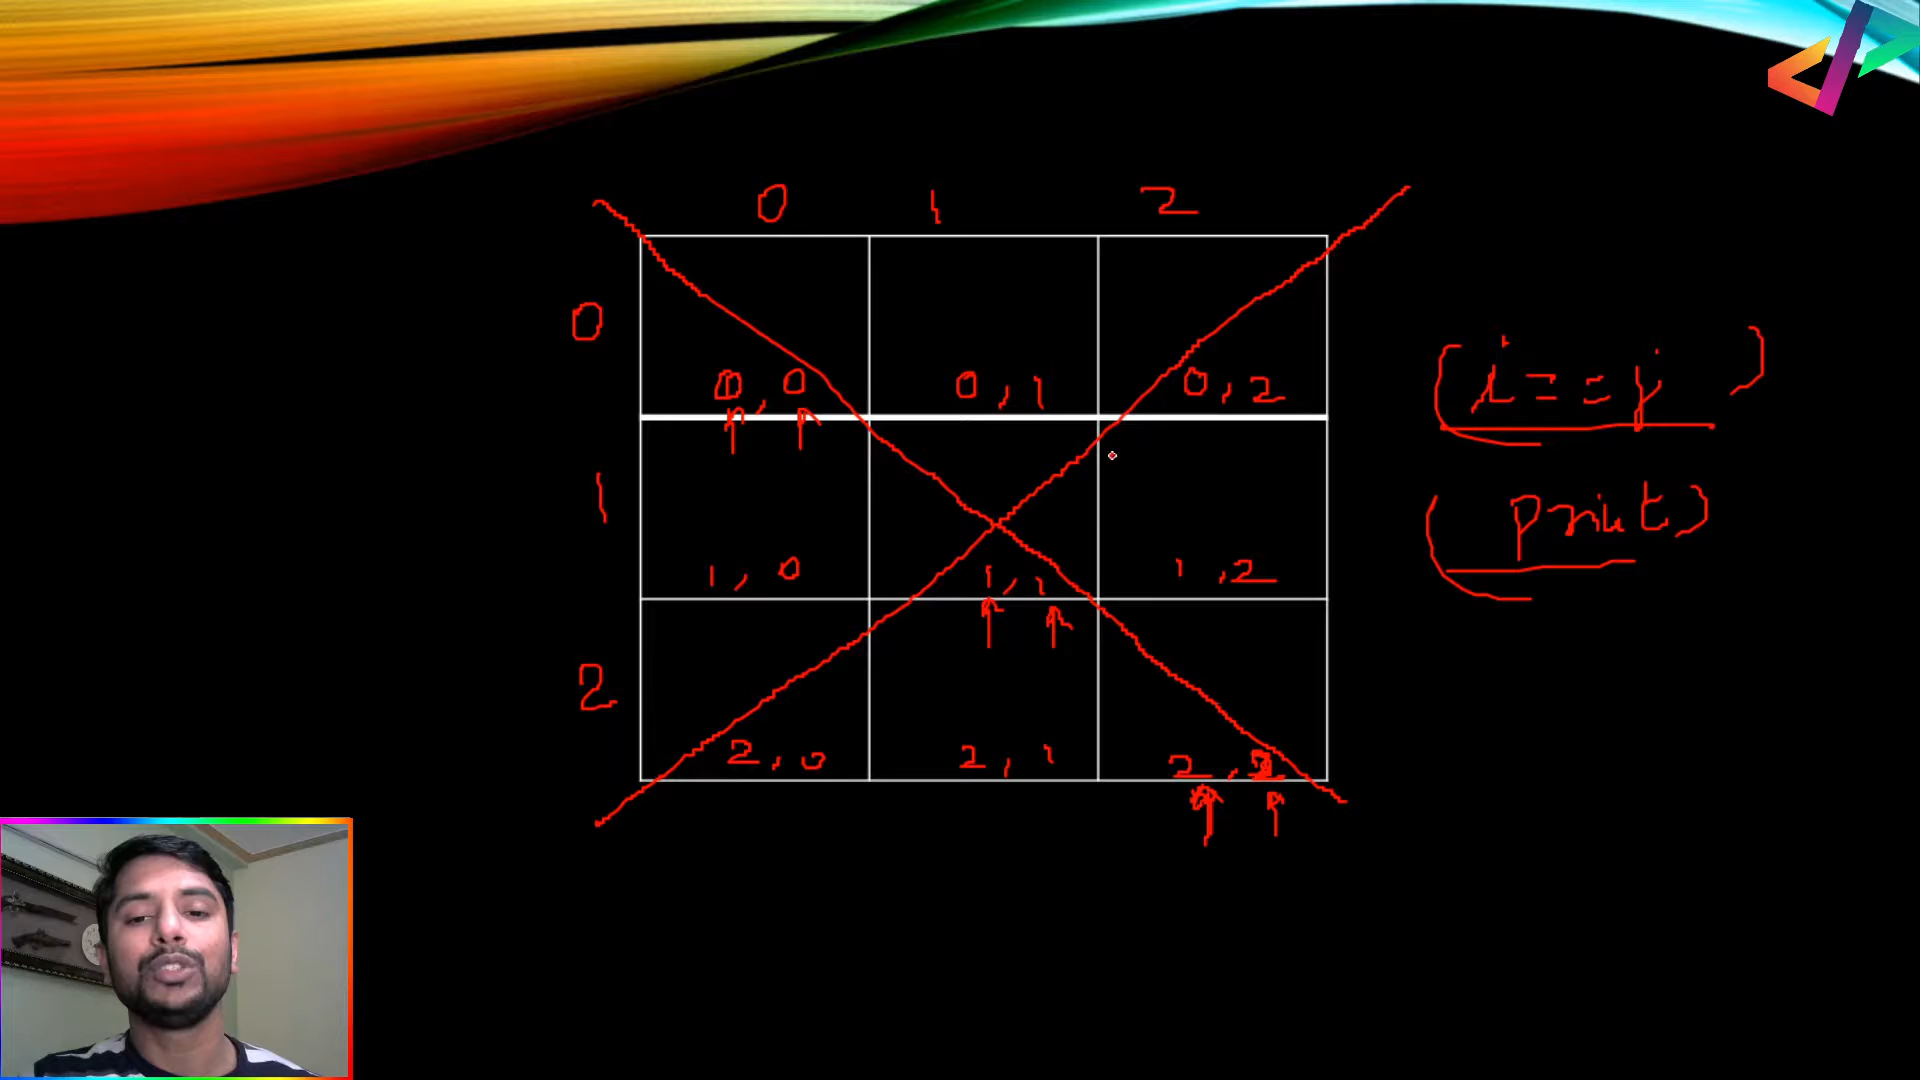 0 1 2
0
0,0 0,1 0,2
(i==j)
1
(print)
1,0 1,1 1,2
2
2,0 2,1 2,2